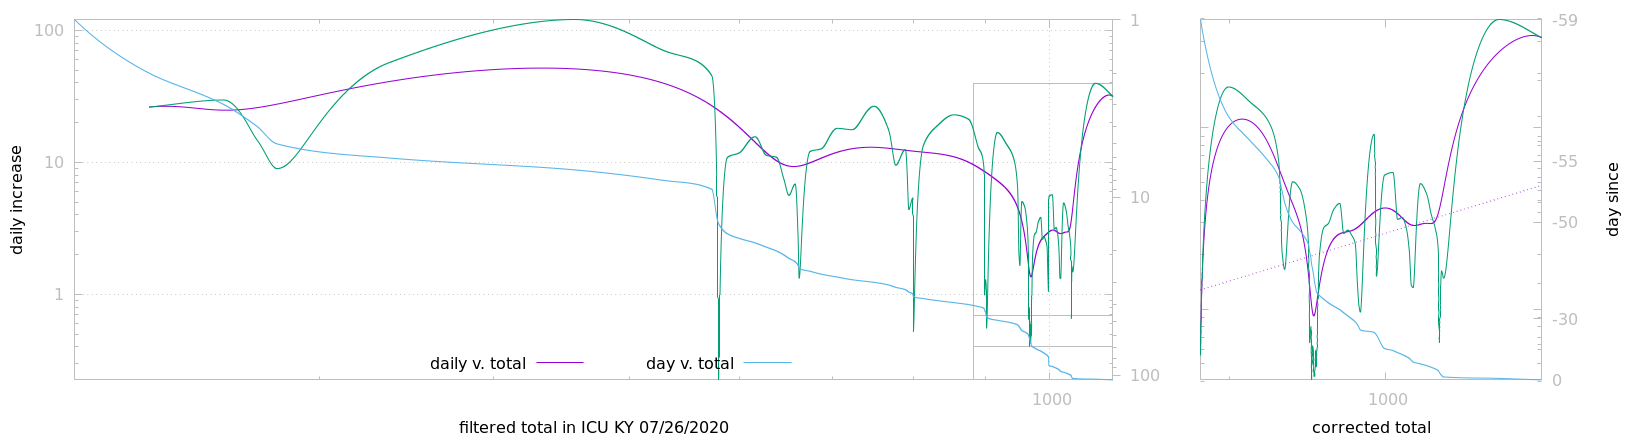 100
10
1
daily increase
daily v. total
day v. total
1
10
100
1000
filtered total in ICU KY 07/26/2020
-59
-55
-50
-30
0
day since
1000
corrected total